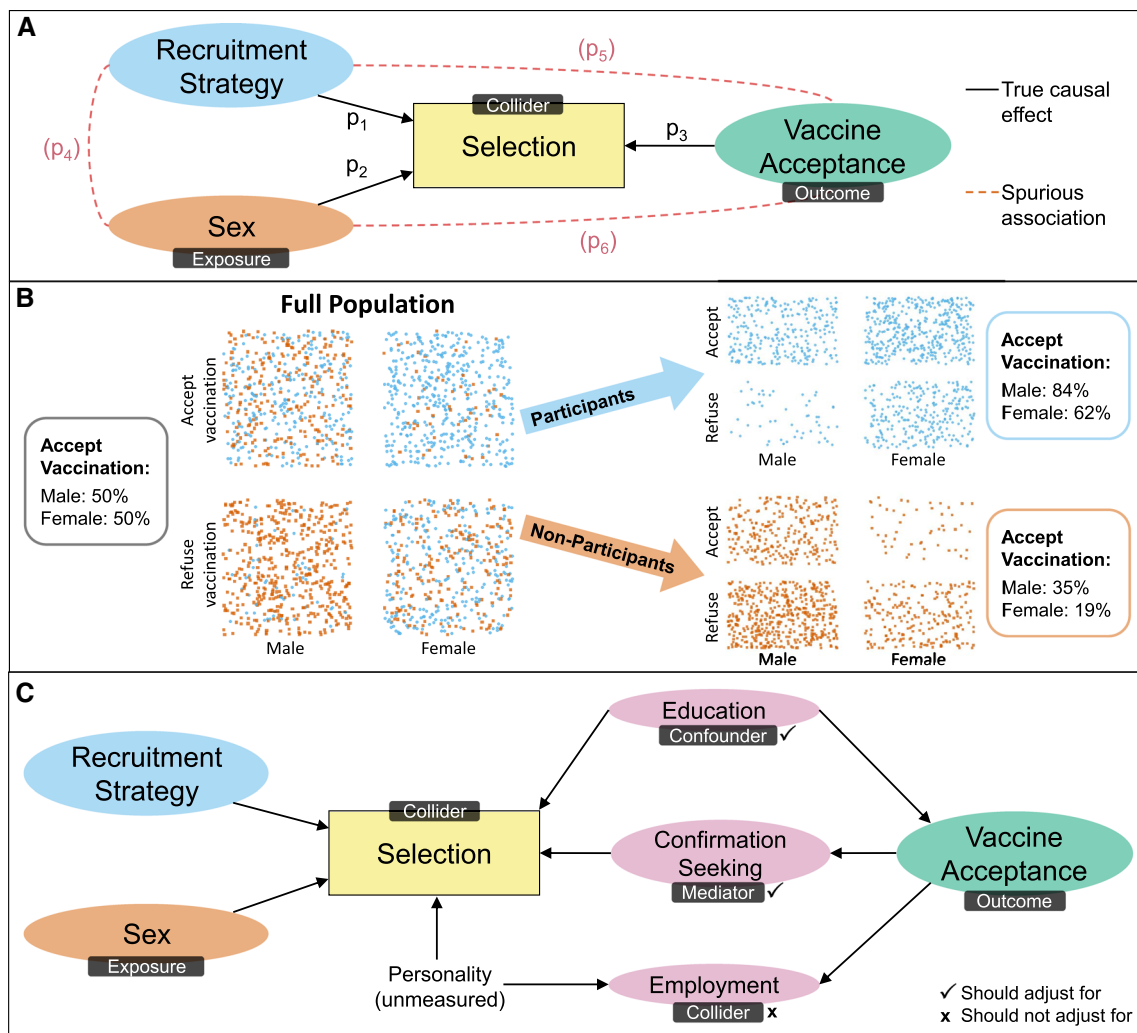 A
Recruitment
Strategy
(p5)
Collider
Selection
p1
p2
p3
Vaccine
Acceptance
Outcome
True causal
effect
(p4)
Spurious
association
Sex
Exposure
(p6)
B
Full Population
Accept
vaccination
Refuse
vaccination
Male
Female
Accept
Vaccination:
Male: 50%
Female: 50%
Participants
Non-Participants
Accept
Refuse
Male
Female
Accept
Vaccination:
Male: 84%
Female: 62%
Accept
Refuse
Male
Female
Accept
Vaccination:
Male: 35%
Female: 19%
C
Recruitment
Strategy
Education
Confounder ✓
Collider
Selection
Confirmation
Seeking
Mediator ✓
Vaccine
Acceptance
Outcome
Sex
Exposure
Personality
(unmeasured)
Employment
Collider x
✓ Should adjust for
x Should not adjust for